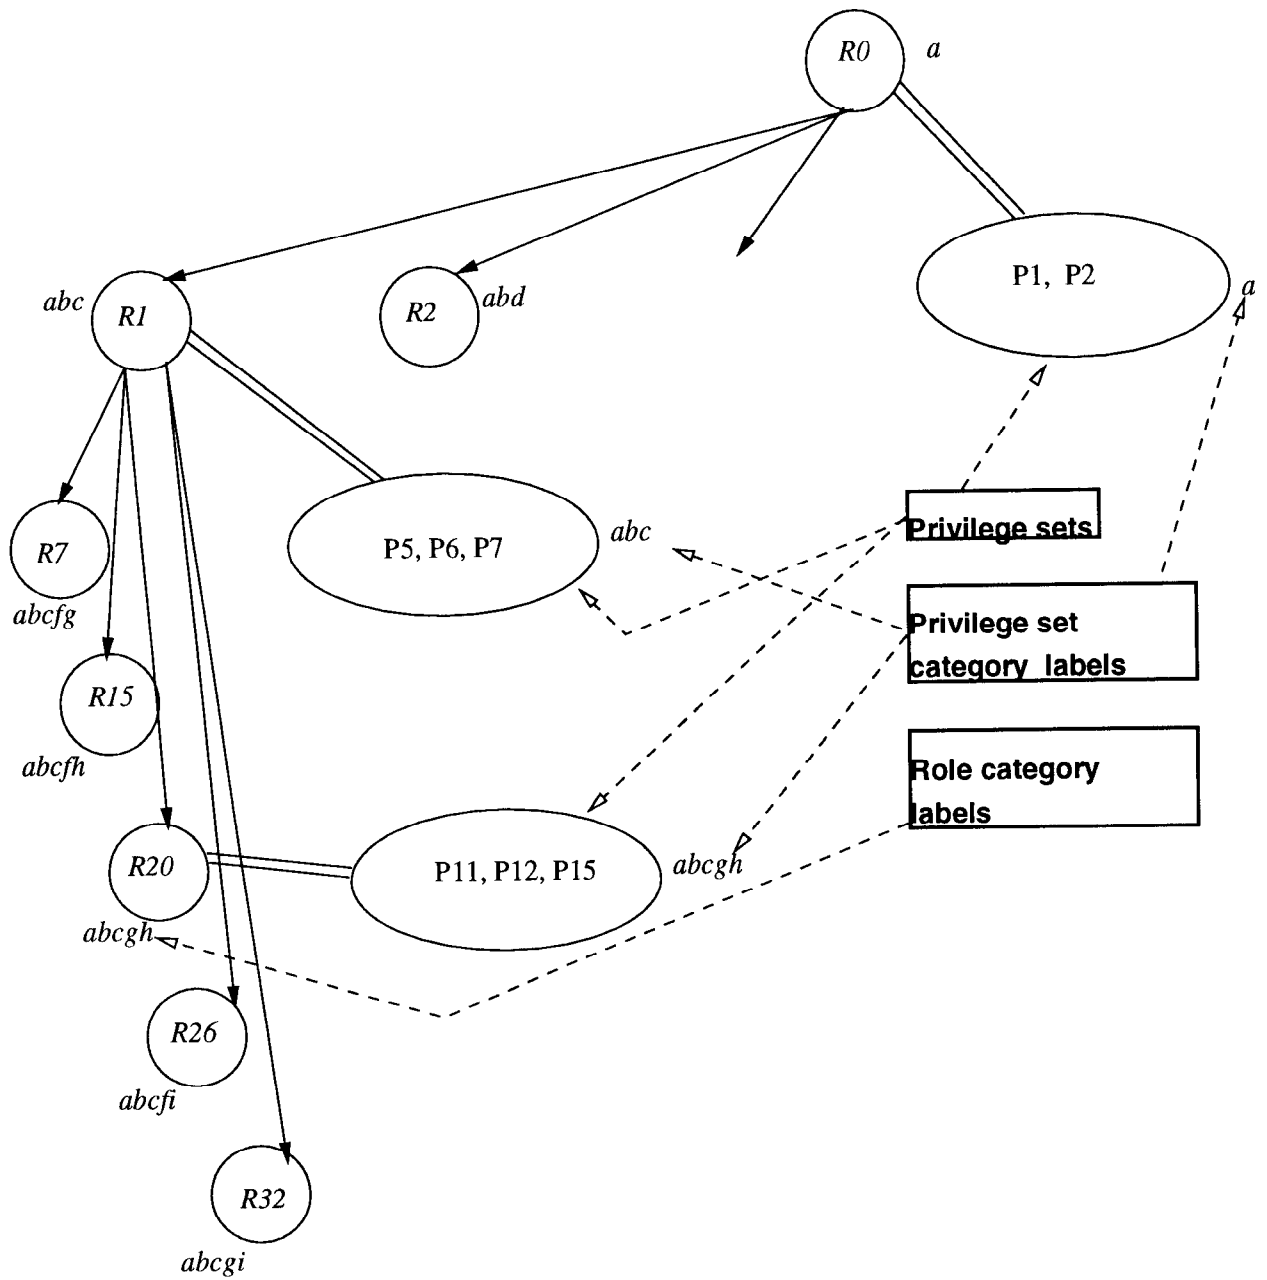 R0 a
P1, P2 a
abc R1
R2 abd
P5, P6, P7 abc
Privilege sets
R7
abcfg
Privilege set
category labels
R15
abcfh
Role category
labels
R20
abcgh
P11, P12, P15 abcgh
R26
abcfi
R32
abcgi